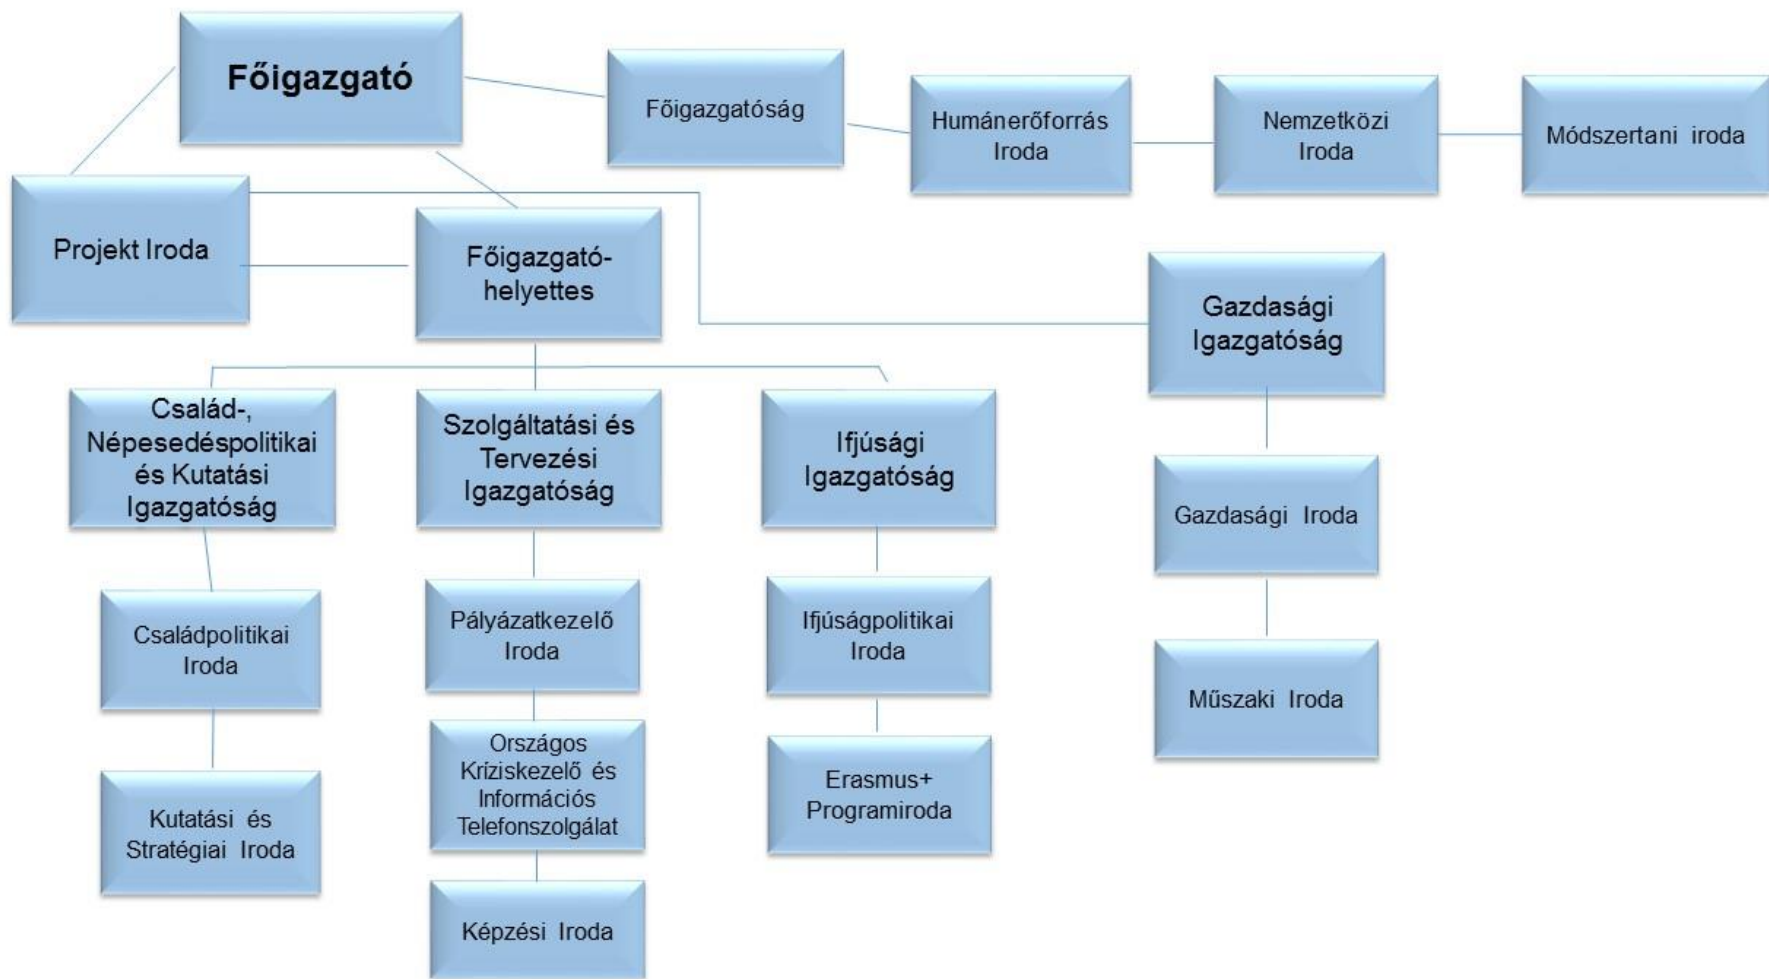 Főigazgató
Főigazgatóság
Humánerőforrás
Iroda
Nemzetközi
Iroda
Módszertani iroda
Projekt Iroda
Főigazgató-
helyettes
Gazdasági
Igazgatóság
Család-,
Népesedéspolitikai
és Kutatási
Igazgatóság
Szolgáltatási és
Tervezési
Igazgatóság
Ifjúsági
Igazgatóság
Gazdasági Iroda
Családpolitikai
Iroda
Pályázatkezelő
Iroda
Ifjúságpolitikai
Iroda
Műszaki Iroda
Kutatási és
Stratégiai Iroda
Országos
Kríziskezelő és
Információs
Telefonszolgálat
Erasmus+
Programiroda
Képzési Iroda